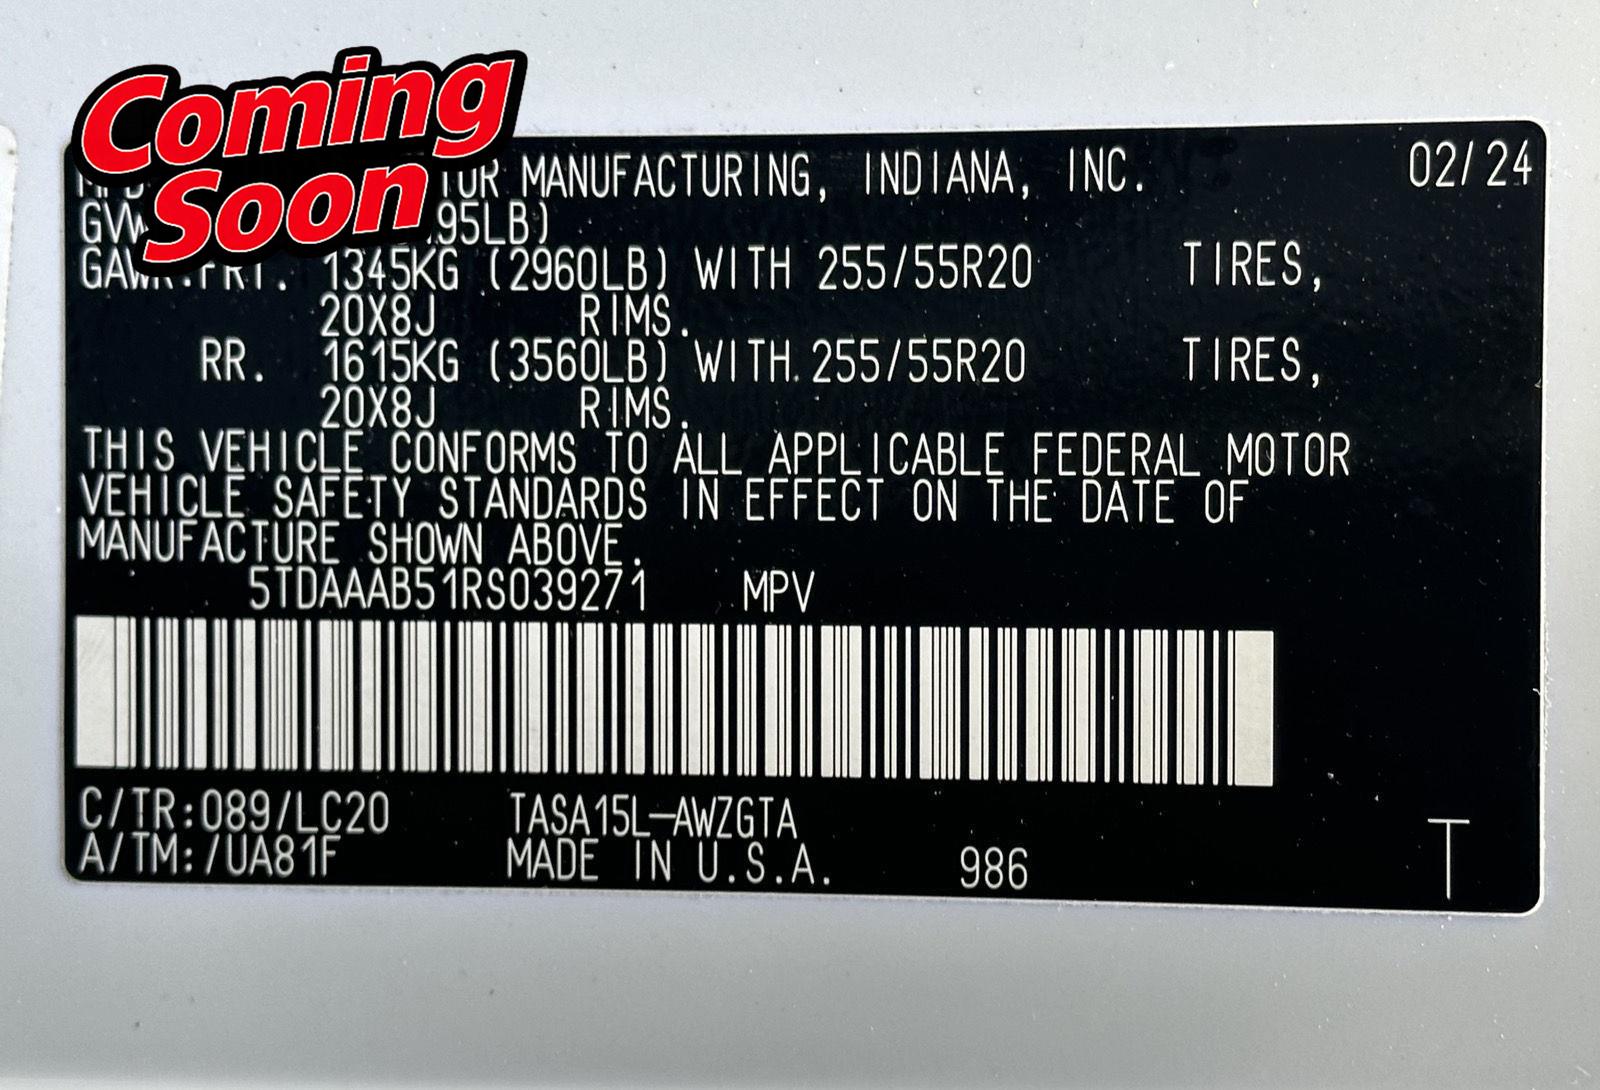 Coming
Soon
MANUFACTURING, INDIANA, INC. 02/24
95LB)
GAWR:FRT. 1345KG (2960LB) WITH 255/55R20 TIRES,
20X8J RIMS.
RR. 1615KG (3560LB) WITH 255/55R20 TIRES,
20X8J RIMS.
THIS VEHICLE CONFORMS TO ALL APPLICABLE FEDERAL MOTOR
VEHICLE SAFETY STANDARDS IN EFFECT ON THE DATE OF
MANUFACTURE SHOWN ABOVE.
5TDAAAB51RS039271 MPV
C/TR:089/LC20 TASA15L-AWZGTA
A/TM:/UA81F MADE IN U.S.A. 986 T